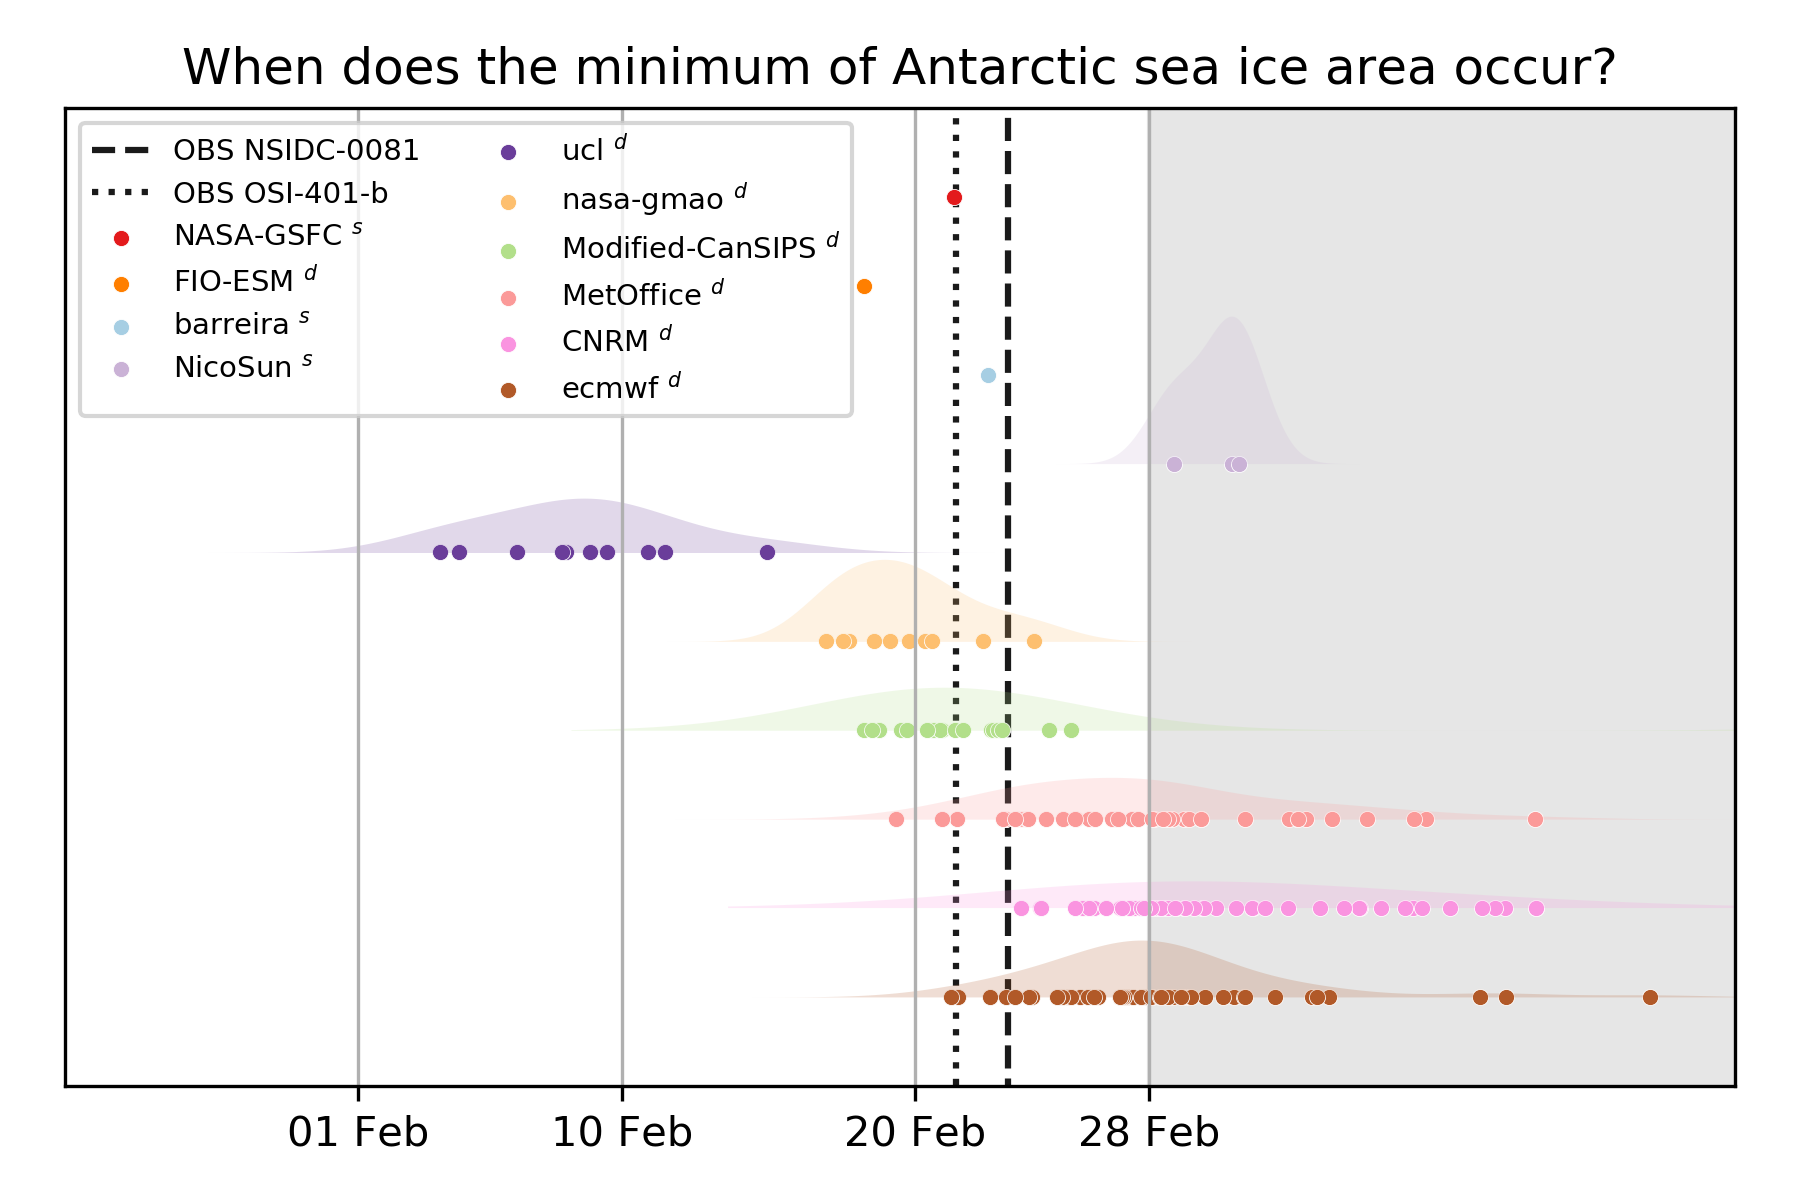 When does the minimum of Antarctic sea ice area occur?
OBS NSIDC-0081
OBS OSI-401-b
NASA-GSFC s
FIO-ESM d
barreira s
NicoSun s
ucl d
nasa-gmao d
Modified-CanSIPS d
MetOffice d
CNRM d
ecmwf d
01 Feb
10 Feb
20 Feb
28 Feb